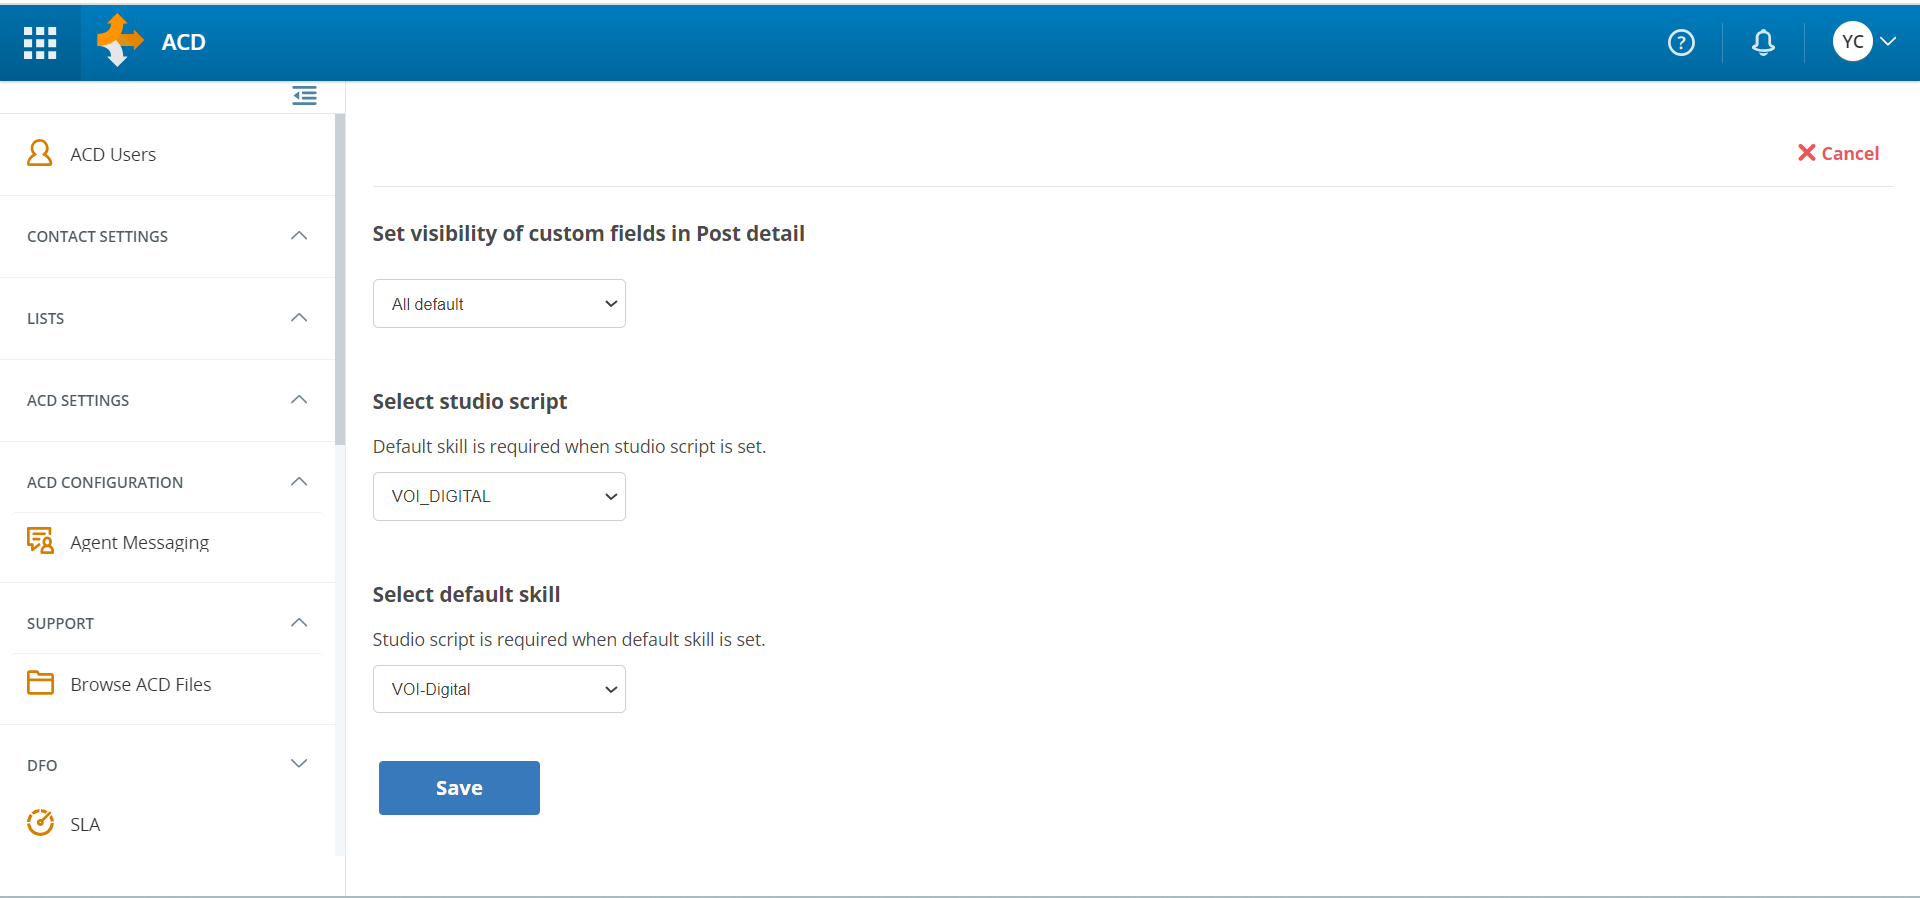 ACD
?
YC
ACD Users
CONTACT SETTINGS
LISTS
ACD SETTINGS
ACD CONFIGURATION
Agent Messaging
SUPPORT
Browse ACD Files
DFO
SLA
Cancel
Set visibility of custom fields in Post detail
All default
Select studio script
Default skill is required when studio script is set.
VOI_DIGITAL
Select default skill
Studio script is required when default skill is set.
VOI-Digital
Save